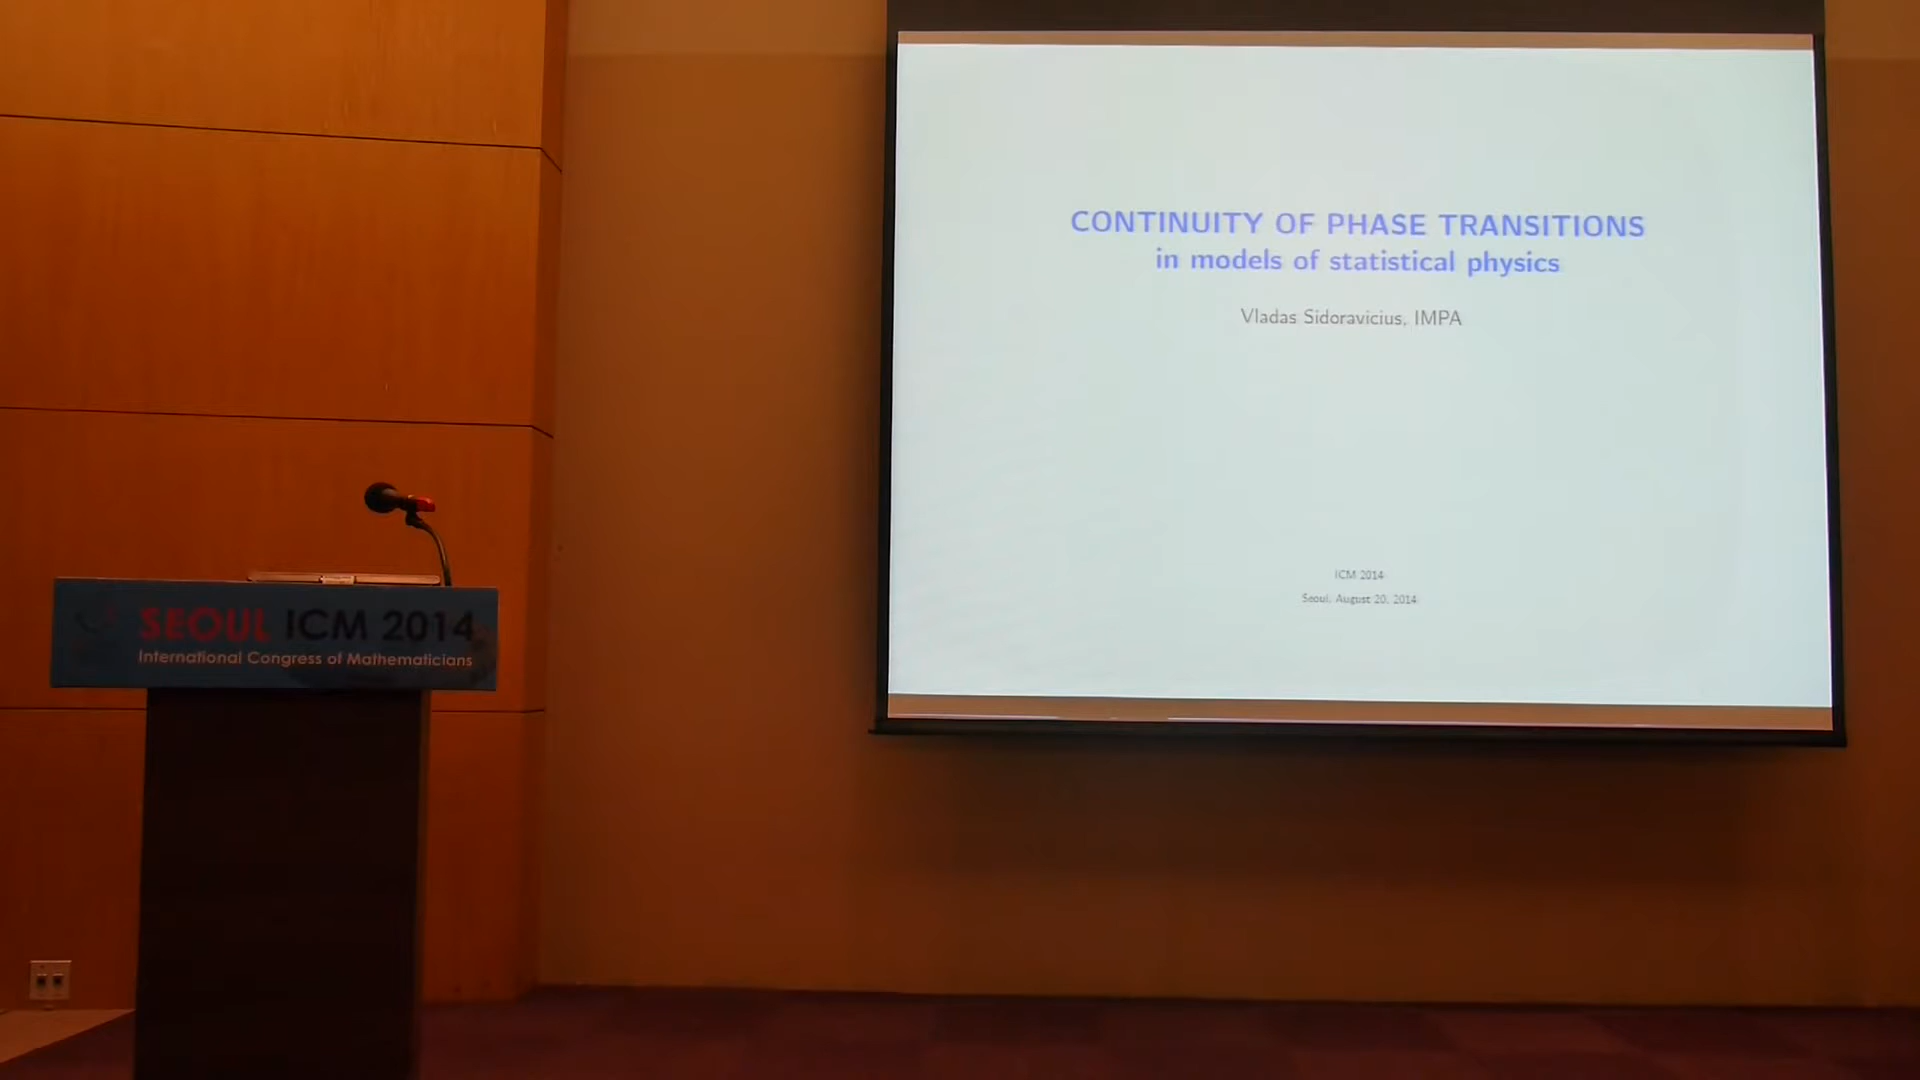 CONTINUITY OF PHASE TRANSITIONS
in models of statistical physics
Vladas Sidoravicius, IMPA
ICM 2014
Seoul, August 20, 2014
SEOUL ICM 2014
International Congress of Mathematicians